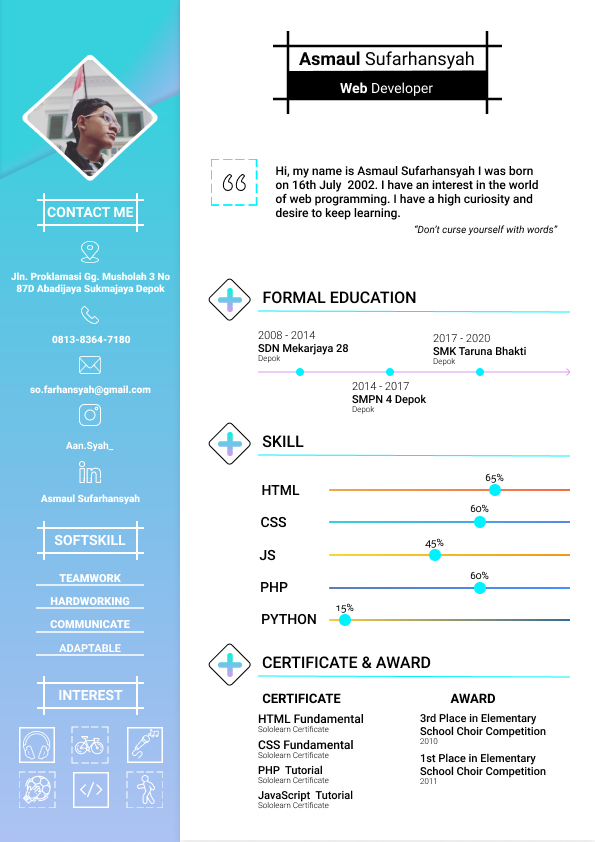 Asmaul Sufarhansyah
Web Developer
CONTACT ME
Jln. Proklamasi Gg. Musholah 3 No
87D Abadijaya Sukmajaya Depok
0813-8364-7180
so.farhansyah@gmail.com
Aan.Syah_
in
Asmaul Sufarhansyah
SOFTSKILL
TEAMWORK
HARDWORKING
COMMUNICATE
ADAPTABLE
INTEREST
</>
Hi, my name is Asmaul Sufarhansyah I was born
on 16th July 2002. I have an interest in the world
of web programming. I have a high curiosity and
desire to keep learning.
“Don't curse yourself with words”
FORMAL EDUCATION
2008 - 2014
SDN Mekarjaya 28
Depok
2014 - 2017
SMPN 4 Depok
Depok
2017 - 2020
SMK Taruna Bhakti
Depok
SKILL
HTML 65%
CSS 60%
JS 45%
PHP 60%
PYTHON 15%
CERTIFICATE & AWARD
CERTIFICATE
HTML Fundamental
Sololearn Certificate
CSS Fundamental
Sololearn Certificate
PHP Tutorial
Sololearn Certificate
JavaScript Tutorial
Sololearn Certificate
AWARD
3rd Place in Elementary
School Choir Competition
2010
1st Place in Elementary
School Choir Competition
2011